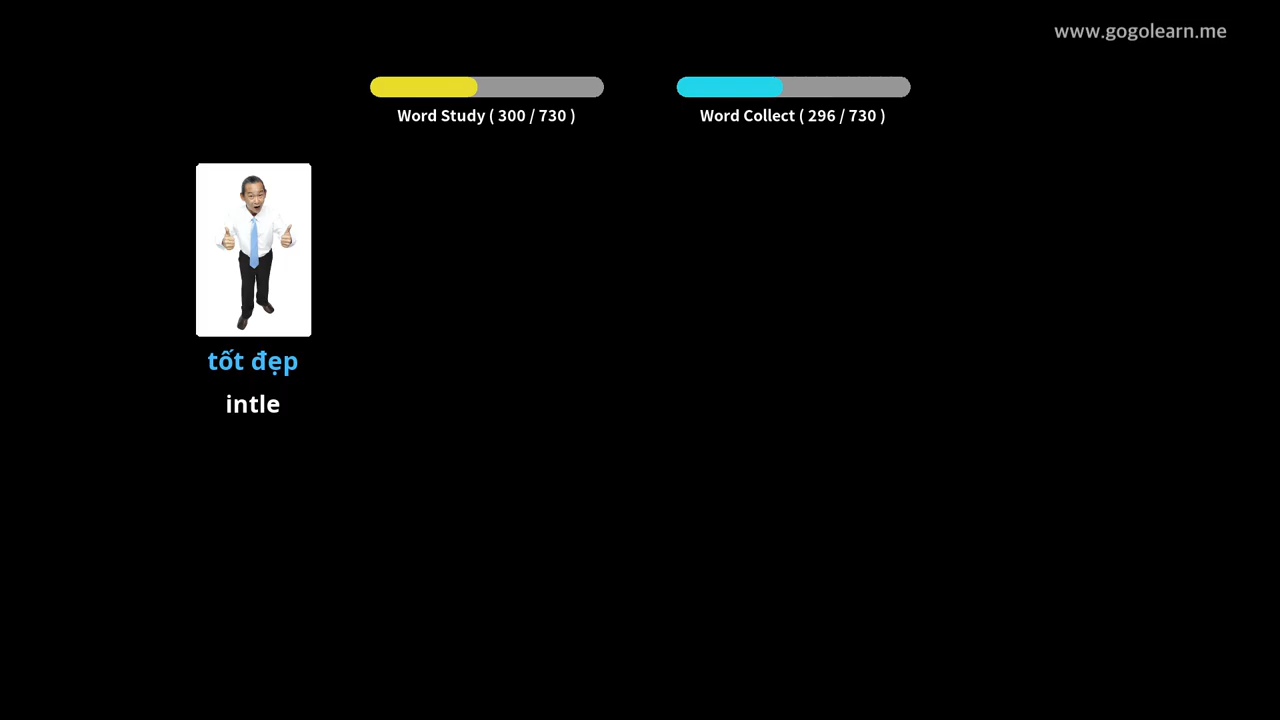 www.gogolearn.me
Word Study ( 300 / 730 )
Word Collect ( 296 / 730 )
tốt đẹp
intle